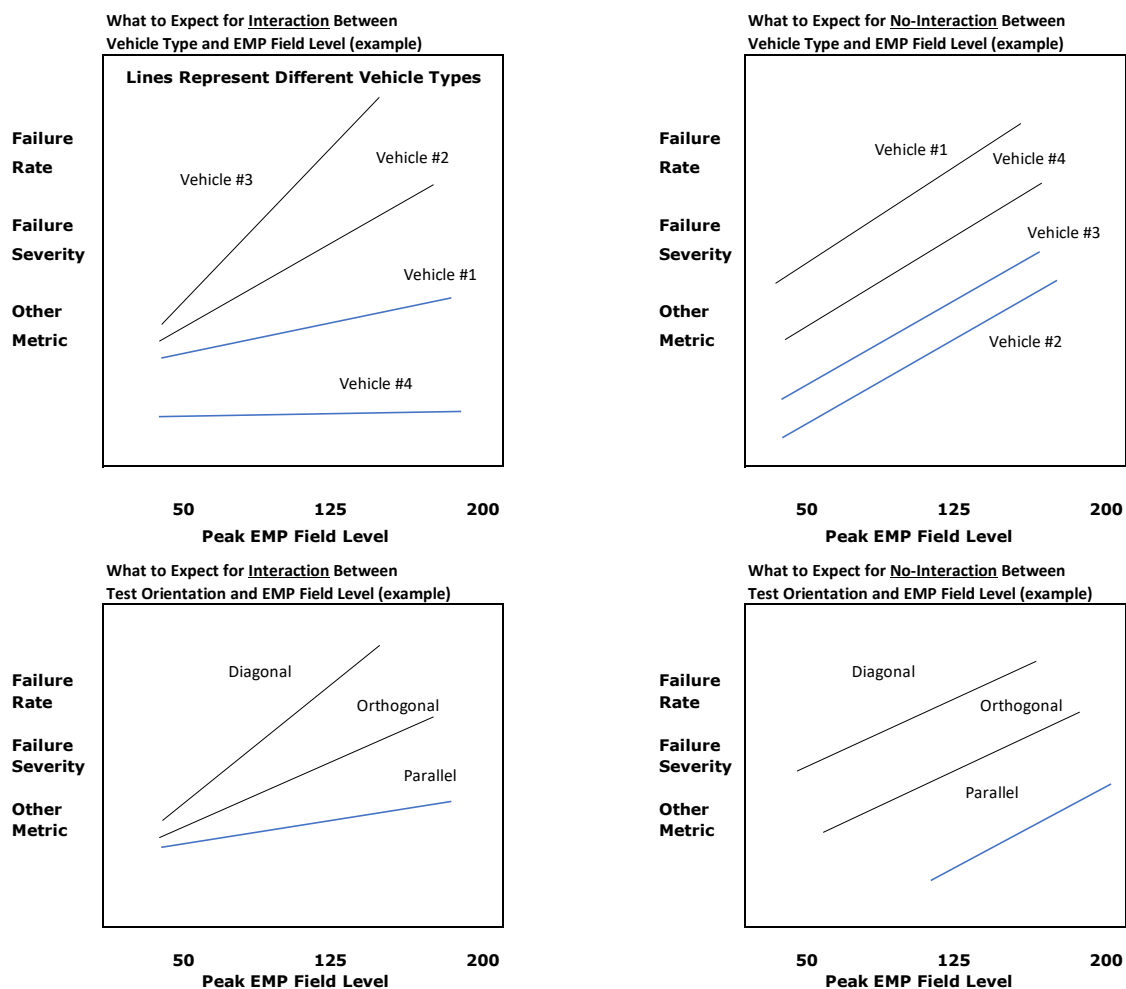 What to Expect for Interaction Between
Vehicle Type and EMP Field Level (example)
Lines Represent Different Vehicle Types
Failure
Rate
Failure
Severity
Other
Metric
Vehicle #3
Vehicle #2
Vehicle #1
Vehicle #4
50 125 200
Peak EMP Field Level
What to Expect for No-Interaction Between
Vehicle Type and EMP Field Level (example)
Failure
Rate
Failure
Severity
Other
Metric
Vehicle #1
Vehicle #4
Vehicle #3
Vehicle #2
50 125 200
Peak EMP Field Level
What to Expect for Interaction Between
Test Orientation and EMP Field Level (example)
Failure
Rate
Failure
Severity
Other
Metric
Diagonal
Orthogonal
Parallel
50 125 200
Peak EMP Field Level
What to Expect for No-Interaction Between
Test Orientation and EMP Field Level (example)
Failure
Rate
Failure
Severity
Other
Metric
Diagonal
Orthogonal
Parallel
50 125 200
Peak EMP Field Level